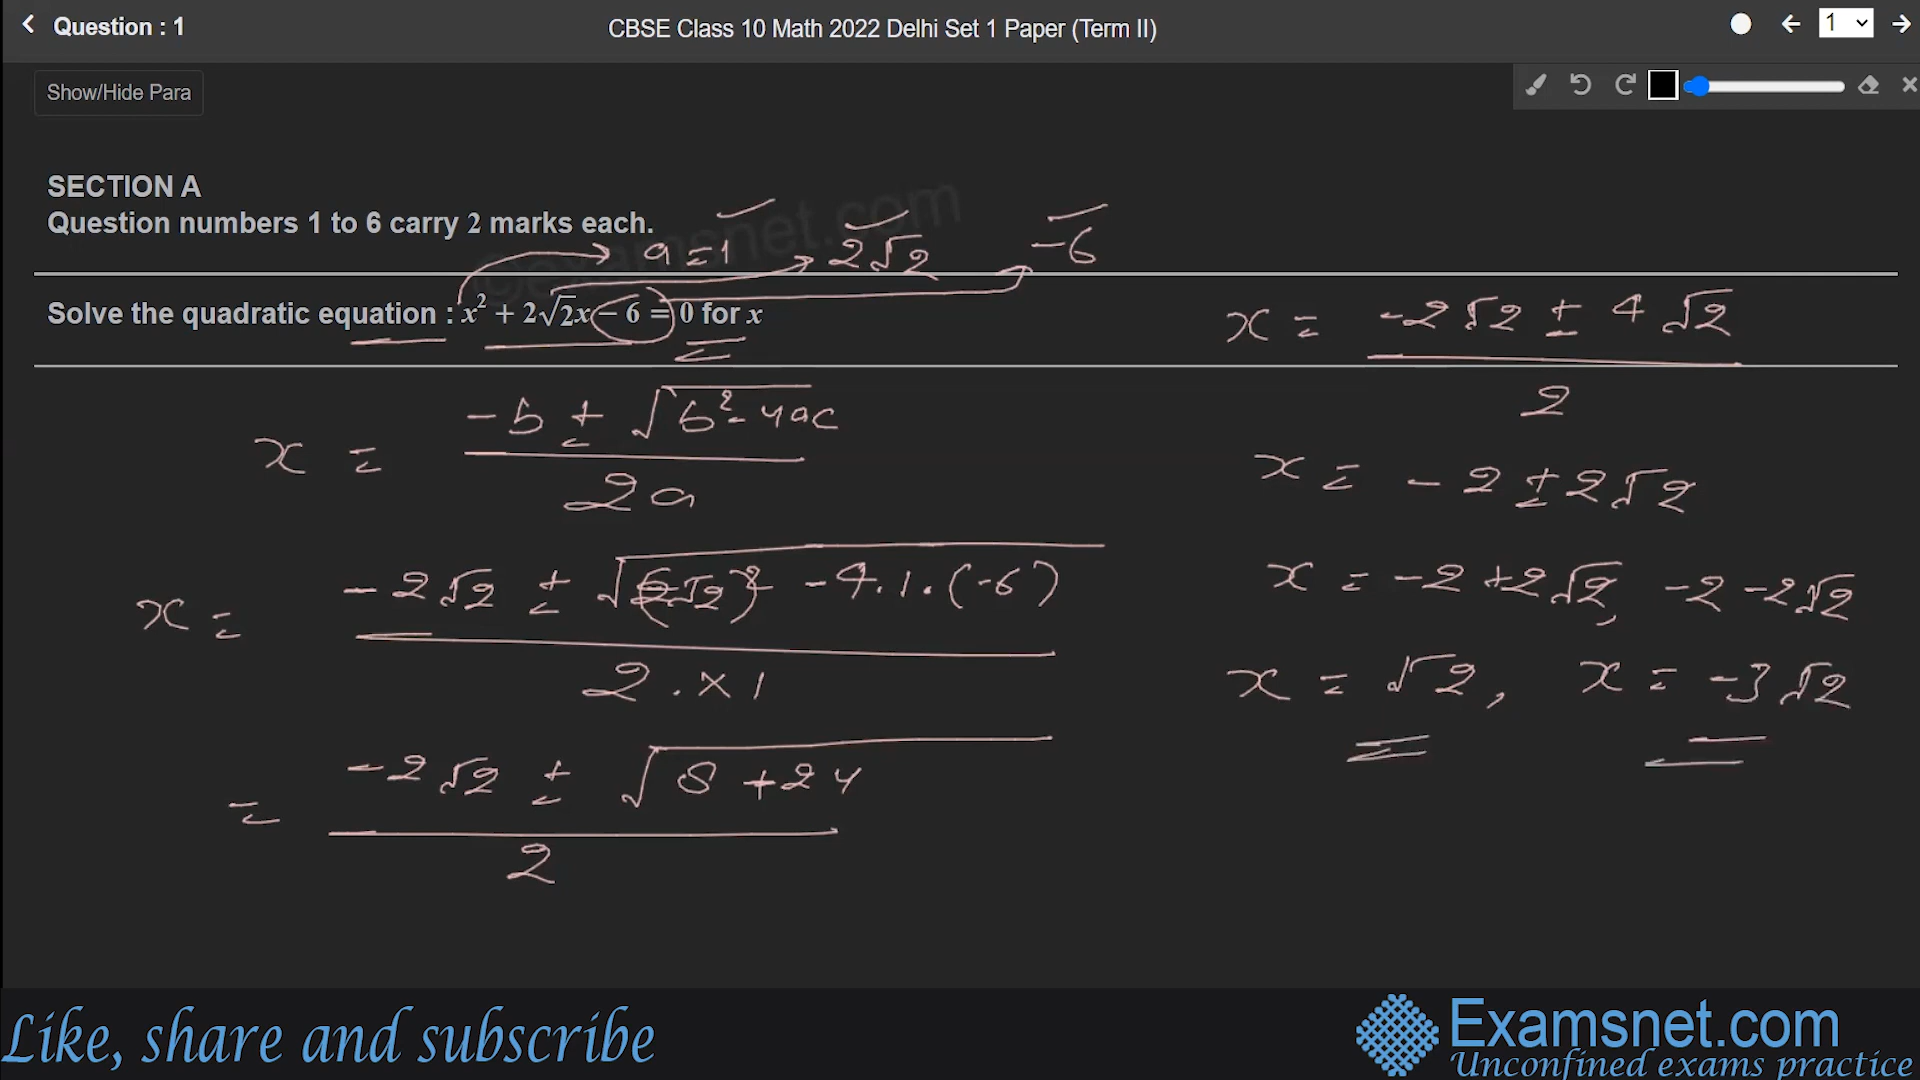 Question : 1
CBSE Class 10 Math 2022 Delhi Set 1 Paper (Term II)
1
Show/Hide Para
SECTION A
Question numbers 1 to 6 carry 2 marks each.
©examsnet.com
a = 1 2√2 -6
Solve the quadratic equation : x² + 2√2x − 6 = 0 for x
x = (-b ± √(b² - 4ac)) / 2a
x = (-2√2 ± √((2√2)² - 4.1.(-6))) / 2 . × 1
= (-2√2 ± √(8 + 24)) / 2
x = (-2√2 ± 4√2) / 2
x = -2 ± 2√2
x = -2 + 2√2, -2 - 2√2
x = √2, x = -3√2
Like, share and subscribe
Examsnet.com
Unconfined exams practice